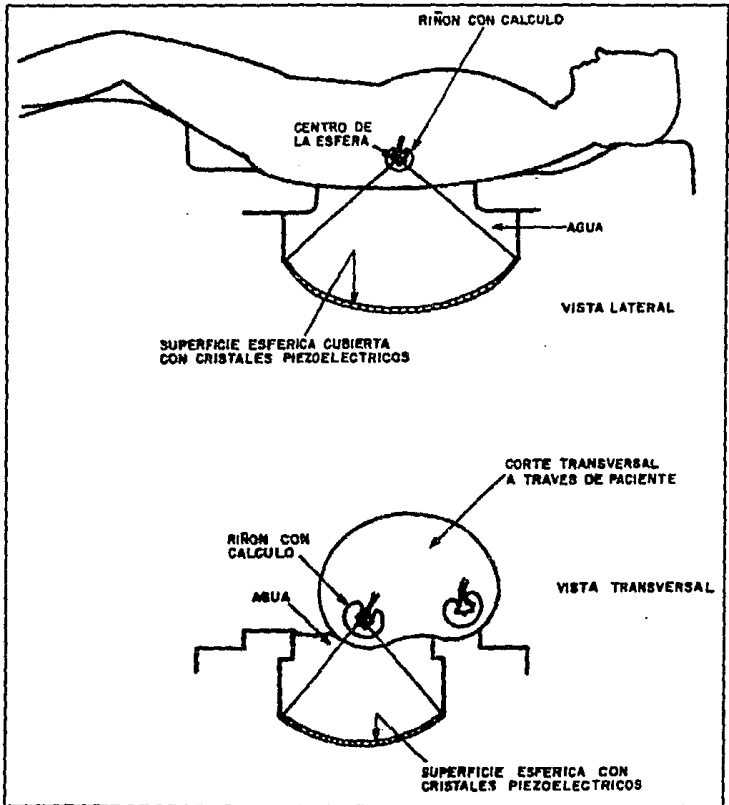 RIÑON CON CALCULO
CENTRO DE
LA ESFERA
AGUA
VISTA LATERAL
SUPERFICIE ESFERICA CUBIERTA
CON CRISTALES PIEZOELECTRICOS
CORTE TRANSVERSAL
A TRAVES DE PACIENTE
RIÑON CON
CALCULO
AGUA
VISTA TRANSVERSAL
SUPERFICIE ESFERICA CON
CRISTALES PIEZOELECTRICOS